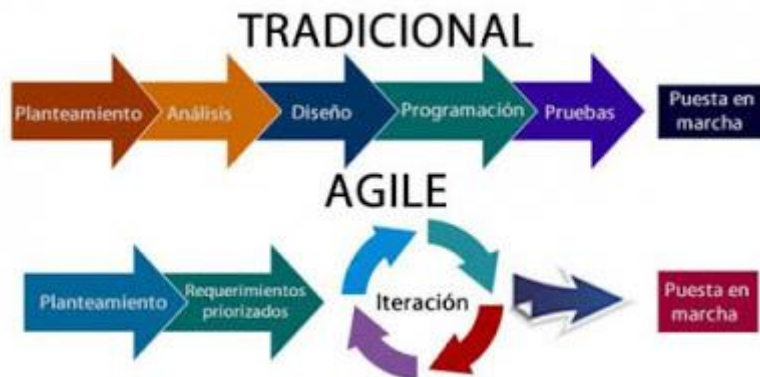 TRADICIONAL
Planteamiento
Análisis
Diseño
Programación
Pruebas
Puesta en
marcha
AGILE
Planteamiento
Requerimientos
priorizados
Iteración
Puesta en
marcha